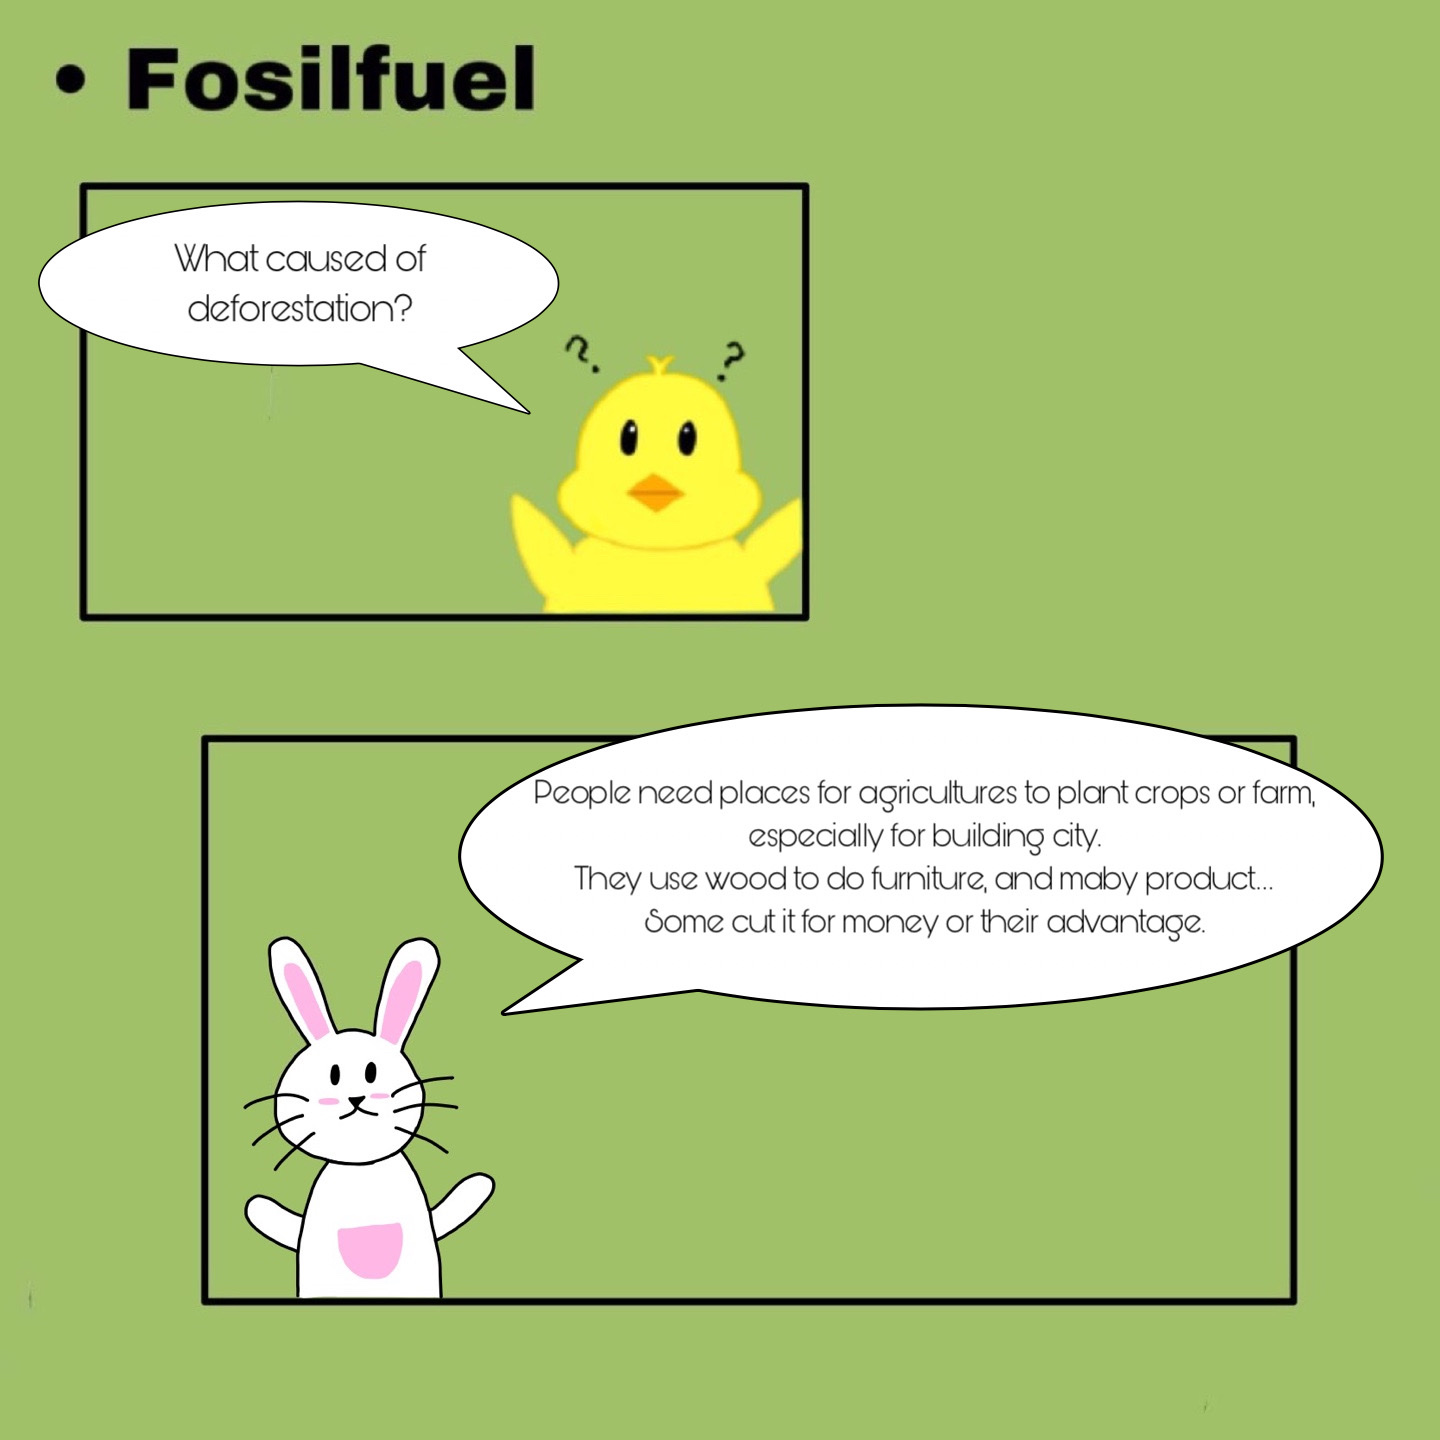 • Fosilfuel
What caused of
deforestation?
? ?
People need places for agricultures to plant crops or farm,
especially for building city.
They use wood to do furniture, and maby product...
Some cut it for money or their advantage.